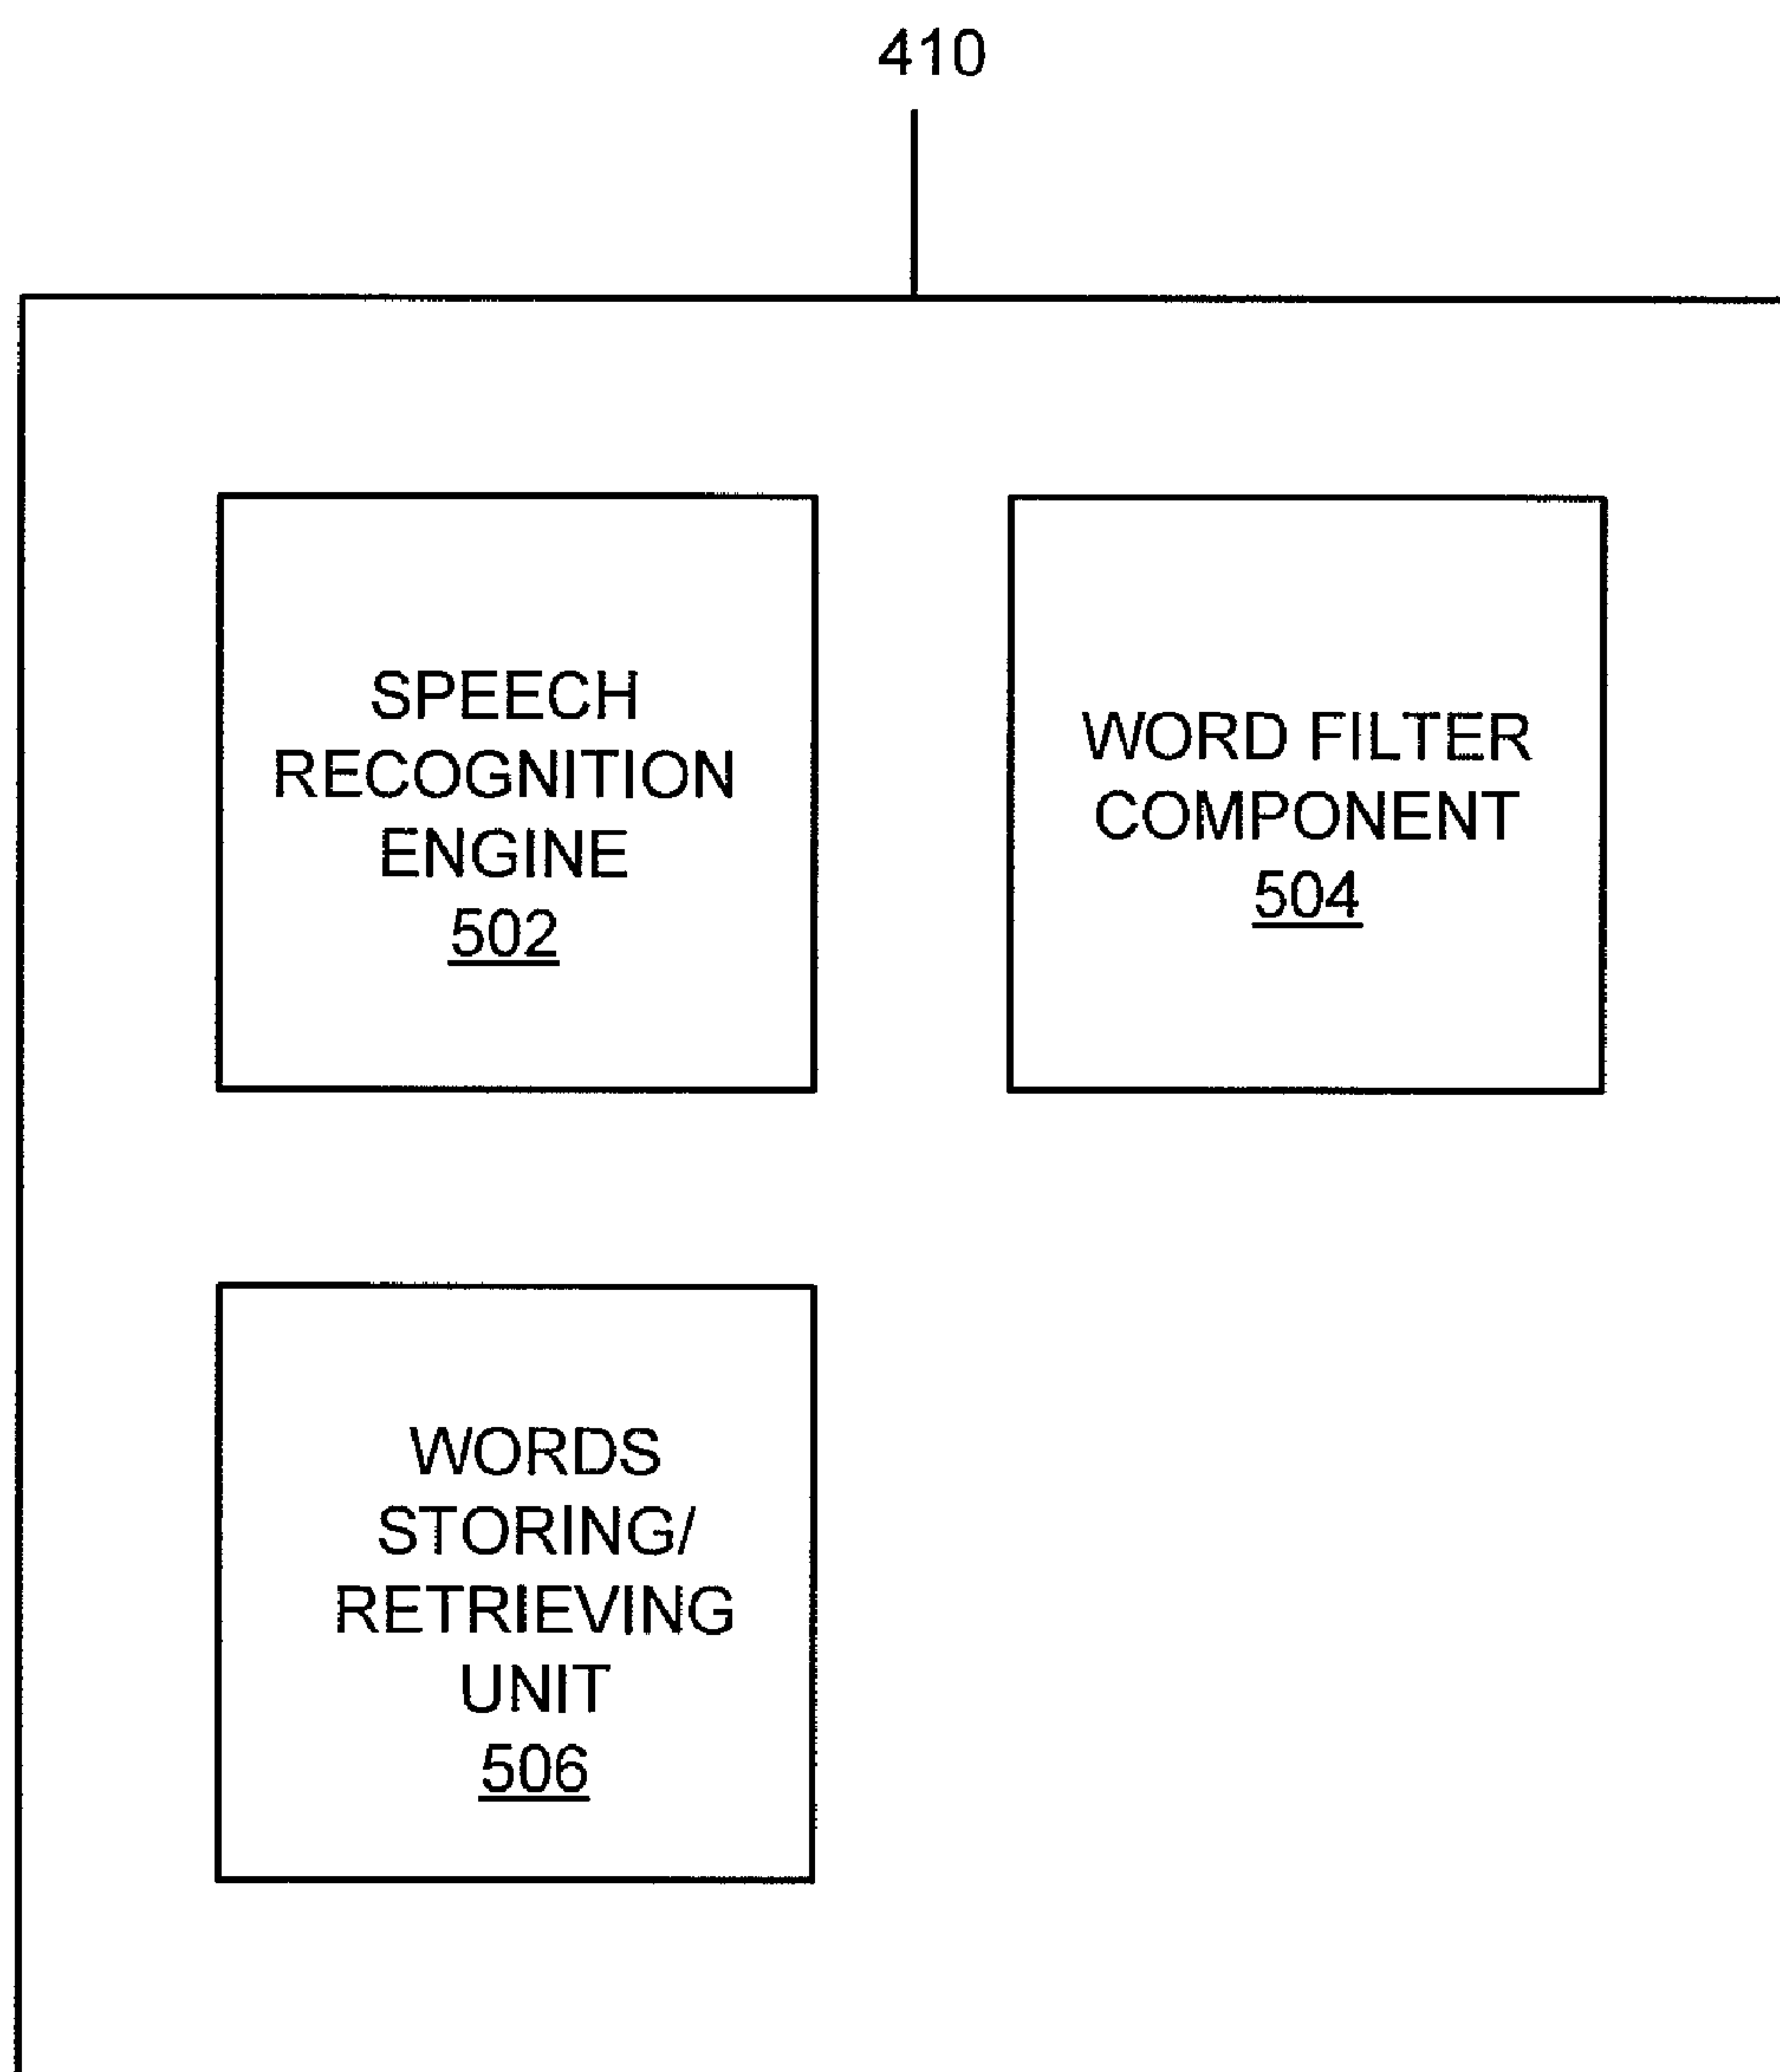 410
SPEECH
RECOGNITION
ENGINE
502
WORD FILTER
COMPONENT
504
WORDS
STORING/
RETRIEVING
UNIT
506